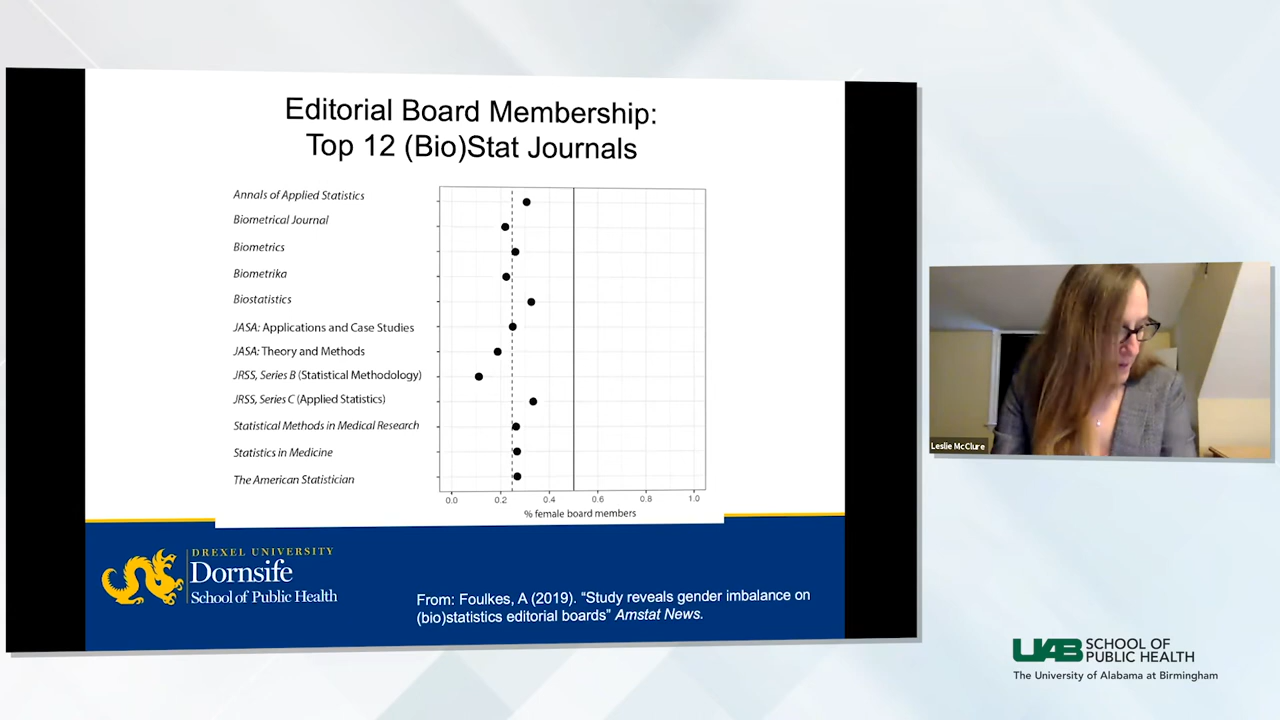 Editorial Board Membership:
Top 12 (Bio)Stat Journals
Annals of Applied Statistics
Biometrical Journal
Biometrics
Biometrika
Biostatistics
JASA: Applications and Case Studies
JASA: Theory and Methods
JRSS, Series B (Statistical Methodology)
JRSS, Series C (Applied Statistics)
Statistical Methods in Medical Research
Statistics in Medicine
The American Statistician
0.0 0.2 0.4 0.6 0.8 1.0
% female board members
DREXEL UNIVERSITY
Dornsife
School of Public Health
From: Foulkes, A (2019). “Study reveals gender imbalance on
(bio)statistics editorial boards” Amstat News.
Leslie McClure
UAB SCHOOL OF
PUBLIC HEALTH
The University of Alabama at Birmingham